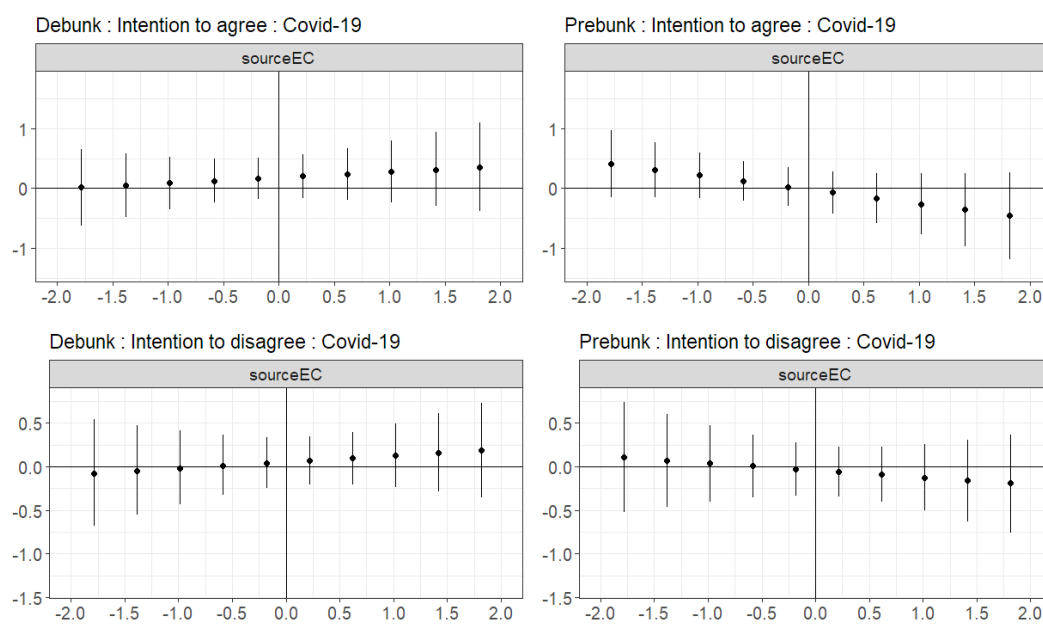 Debunk : Intention to agree : Covid-19
sourceEC
1
0
-1
-2.0 -1.5 -1.0 -0.5 0.0 0.5 1.0 1.5 2.0
Prebunk : Intention to agree : Covid-19
sourceEC
1
0
-1
-2.0 -1.5 -1.0 -0.5 0.0 0.5 1.0 1.5 2.0
Debunk : Intention to disagree : Covid-19
sourceEC
0.5
0.0
-0.5
-1.0
-1.5
-2.0 -1.5 -1.0 -0.5 0.0 0.5 1.0 1.5 2.0
Prebunk : Intention to disagree : Covid-19
sourceEC
0.5
0.0
-0.5
-1.0
-1.5
-2.0 -1.5 -1.0 -0.5 0.0 0.5 1.0 1.5 2.0